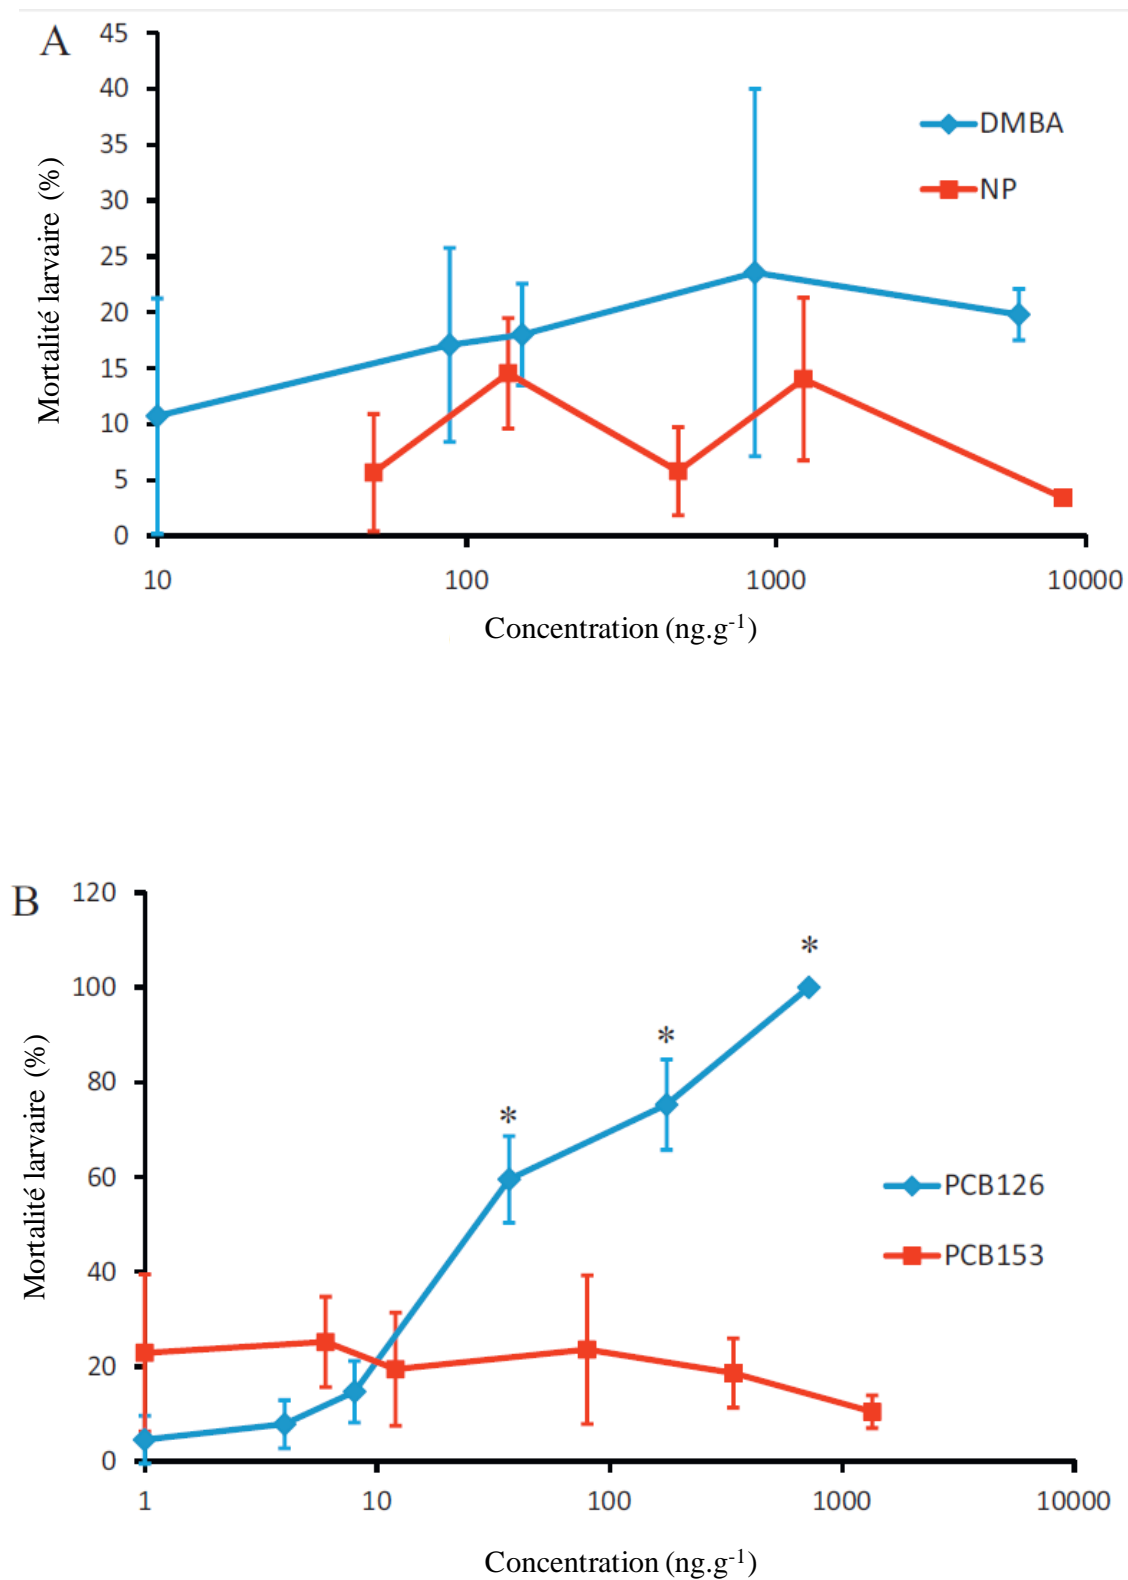 A
45
40
35
30
25
20
15
10
5
0
Mortalité larvaire (%)
DMBA
NP
10 100 1000 10000
Concentration (ng.g-1)
B
120
100
80
60
40
20
0
Mortalité larvaire (%)
*
*
*
PCB126
PCB153
1 10 100 1000 10000
Concentration (ng.g-1)